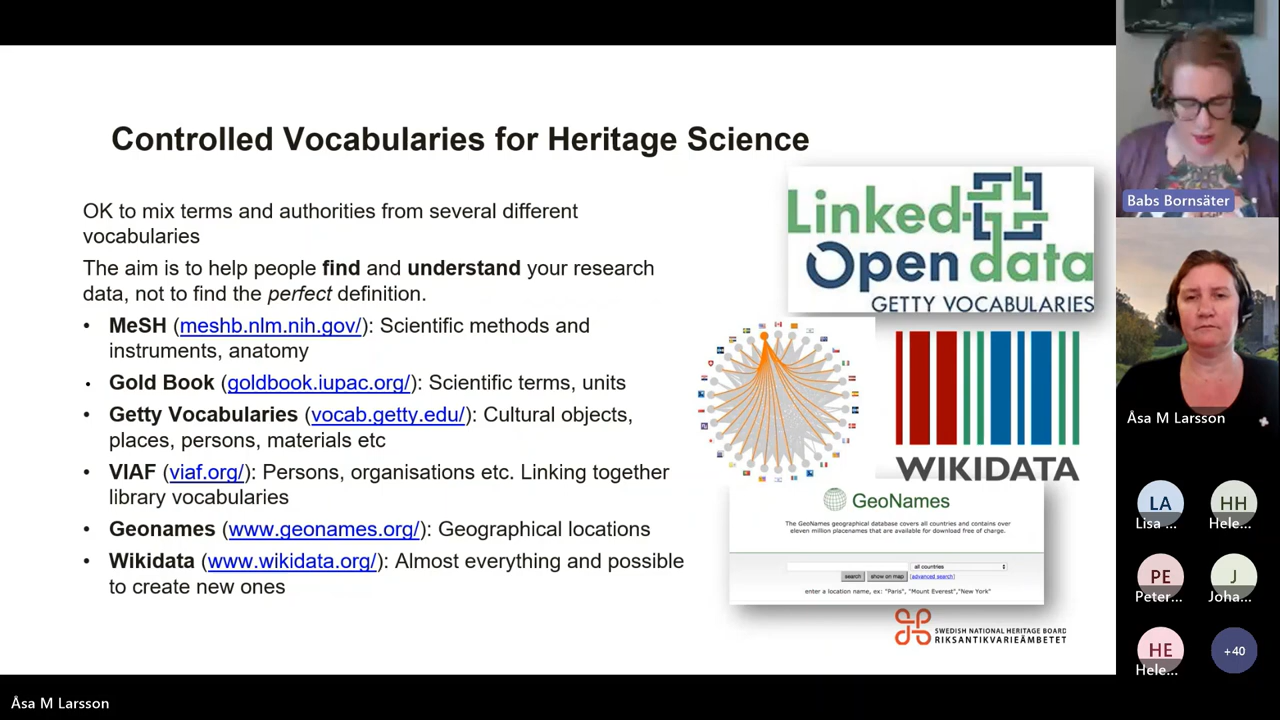 Controlled Vocabularies for Heritage Science
OK to mix terms and authorities from several different
vocabularies
The aim is to help people find and understand your research
data, not to find the perfect definition.
• MeSH (meshb.nlm.nih.gov/): Scientific methods and
instruments, anatomy
• Gold Book (goldbook.iupac.org/): Scientific terms, units
• Getty Vocabularies (vocab.getty.edu/): Cultural objects,
places, persons, materials etc
• VIAF (viaf.org/): Persons, organisations etc. Linking together
library vocabularies
• Geonames (www.geonames.org/): Geographical locations
• Wikidata (www.wikidata.org/): Almost everything and possible
to create new ones
Linked
Open data
GETTY VOCABULARIES
WIKIDATA
GeoNames
The GeoNames geographical database covers all countries and contains over
eleven million placenames that are available for download free of charge.
all countries
search show on map [advanced search]
enter a location name, ex: "Paris", "Mount Everest","New York"
SWEDISH NATIONAL HERITAGE BOARD
RIKSANTIKVARIEÄMBETET
Babs Bornsäter
Åsa M Larsson
LA HH
Lisa ... Hele...
PE J
Peter... Joha...
HE +40
Hele...
Åsa M Larsson